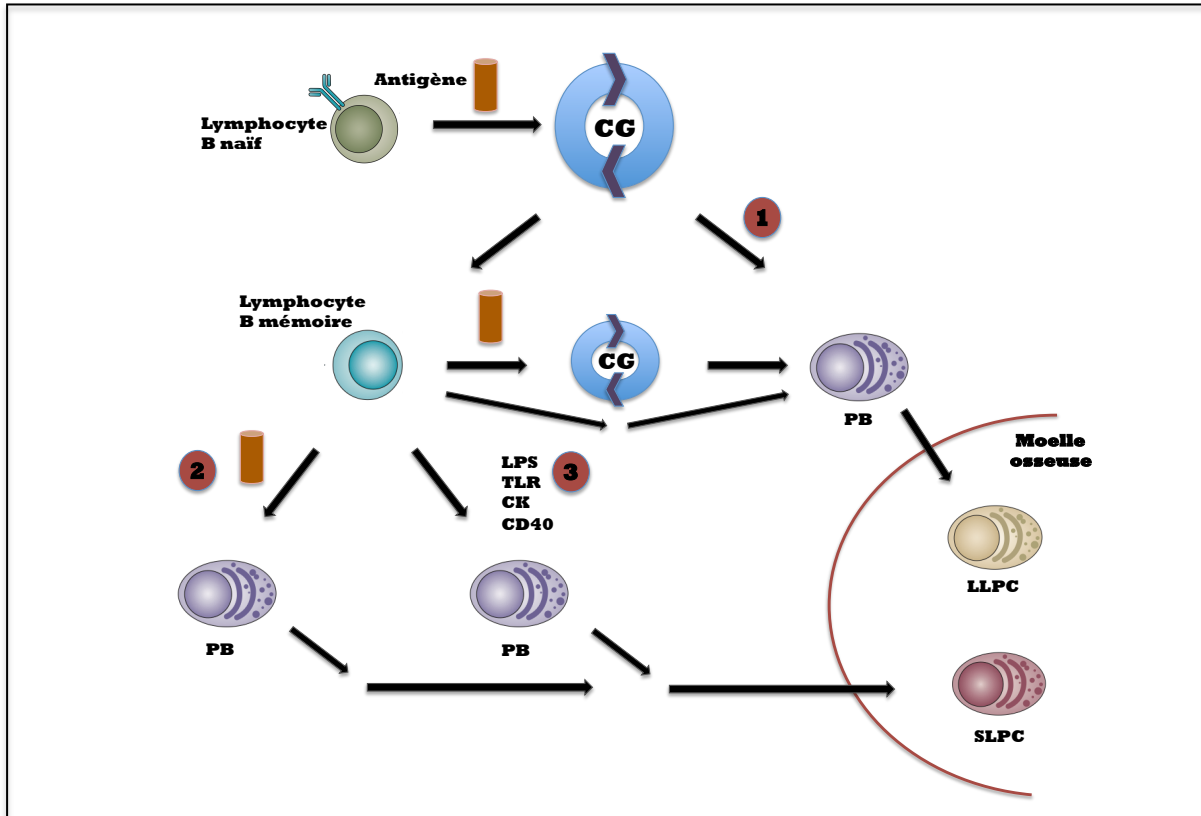 Antigène
Lymphocyte
B naïf
CG
1
Lymphocyte
B mémoire
CG
PB
Moelle
osseuse
2
LPS
TLR
CK
CD40
3
LLPC
PB
PB
SLPC